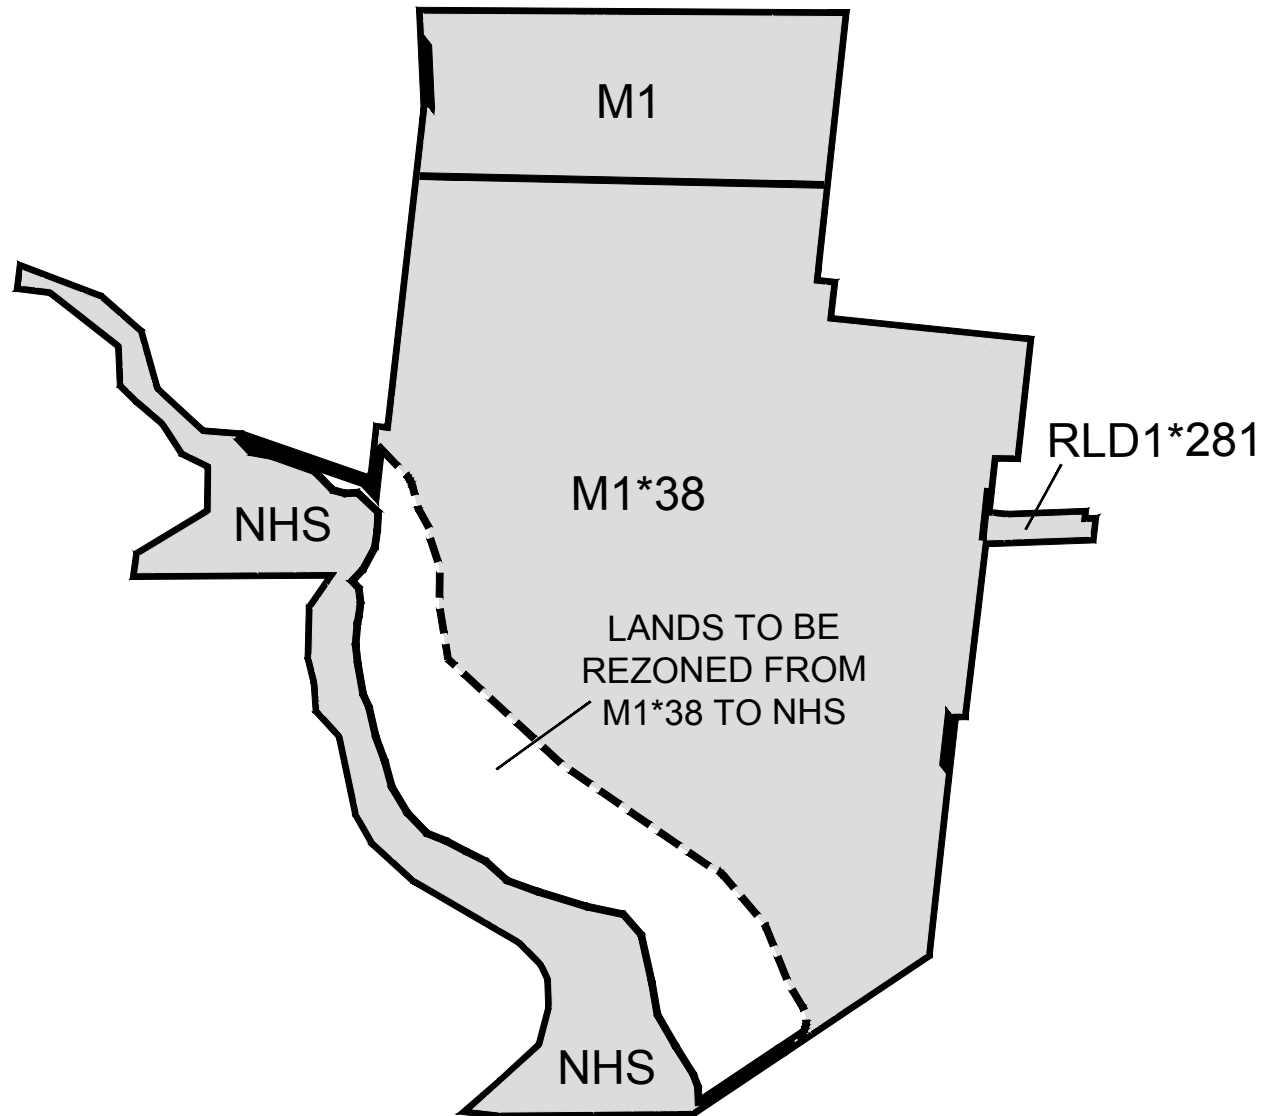 M1
RLD1*281
M1*38
NHS
LANDS TO BE
REZONED FROM
M1*38 TO NHS
NHS